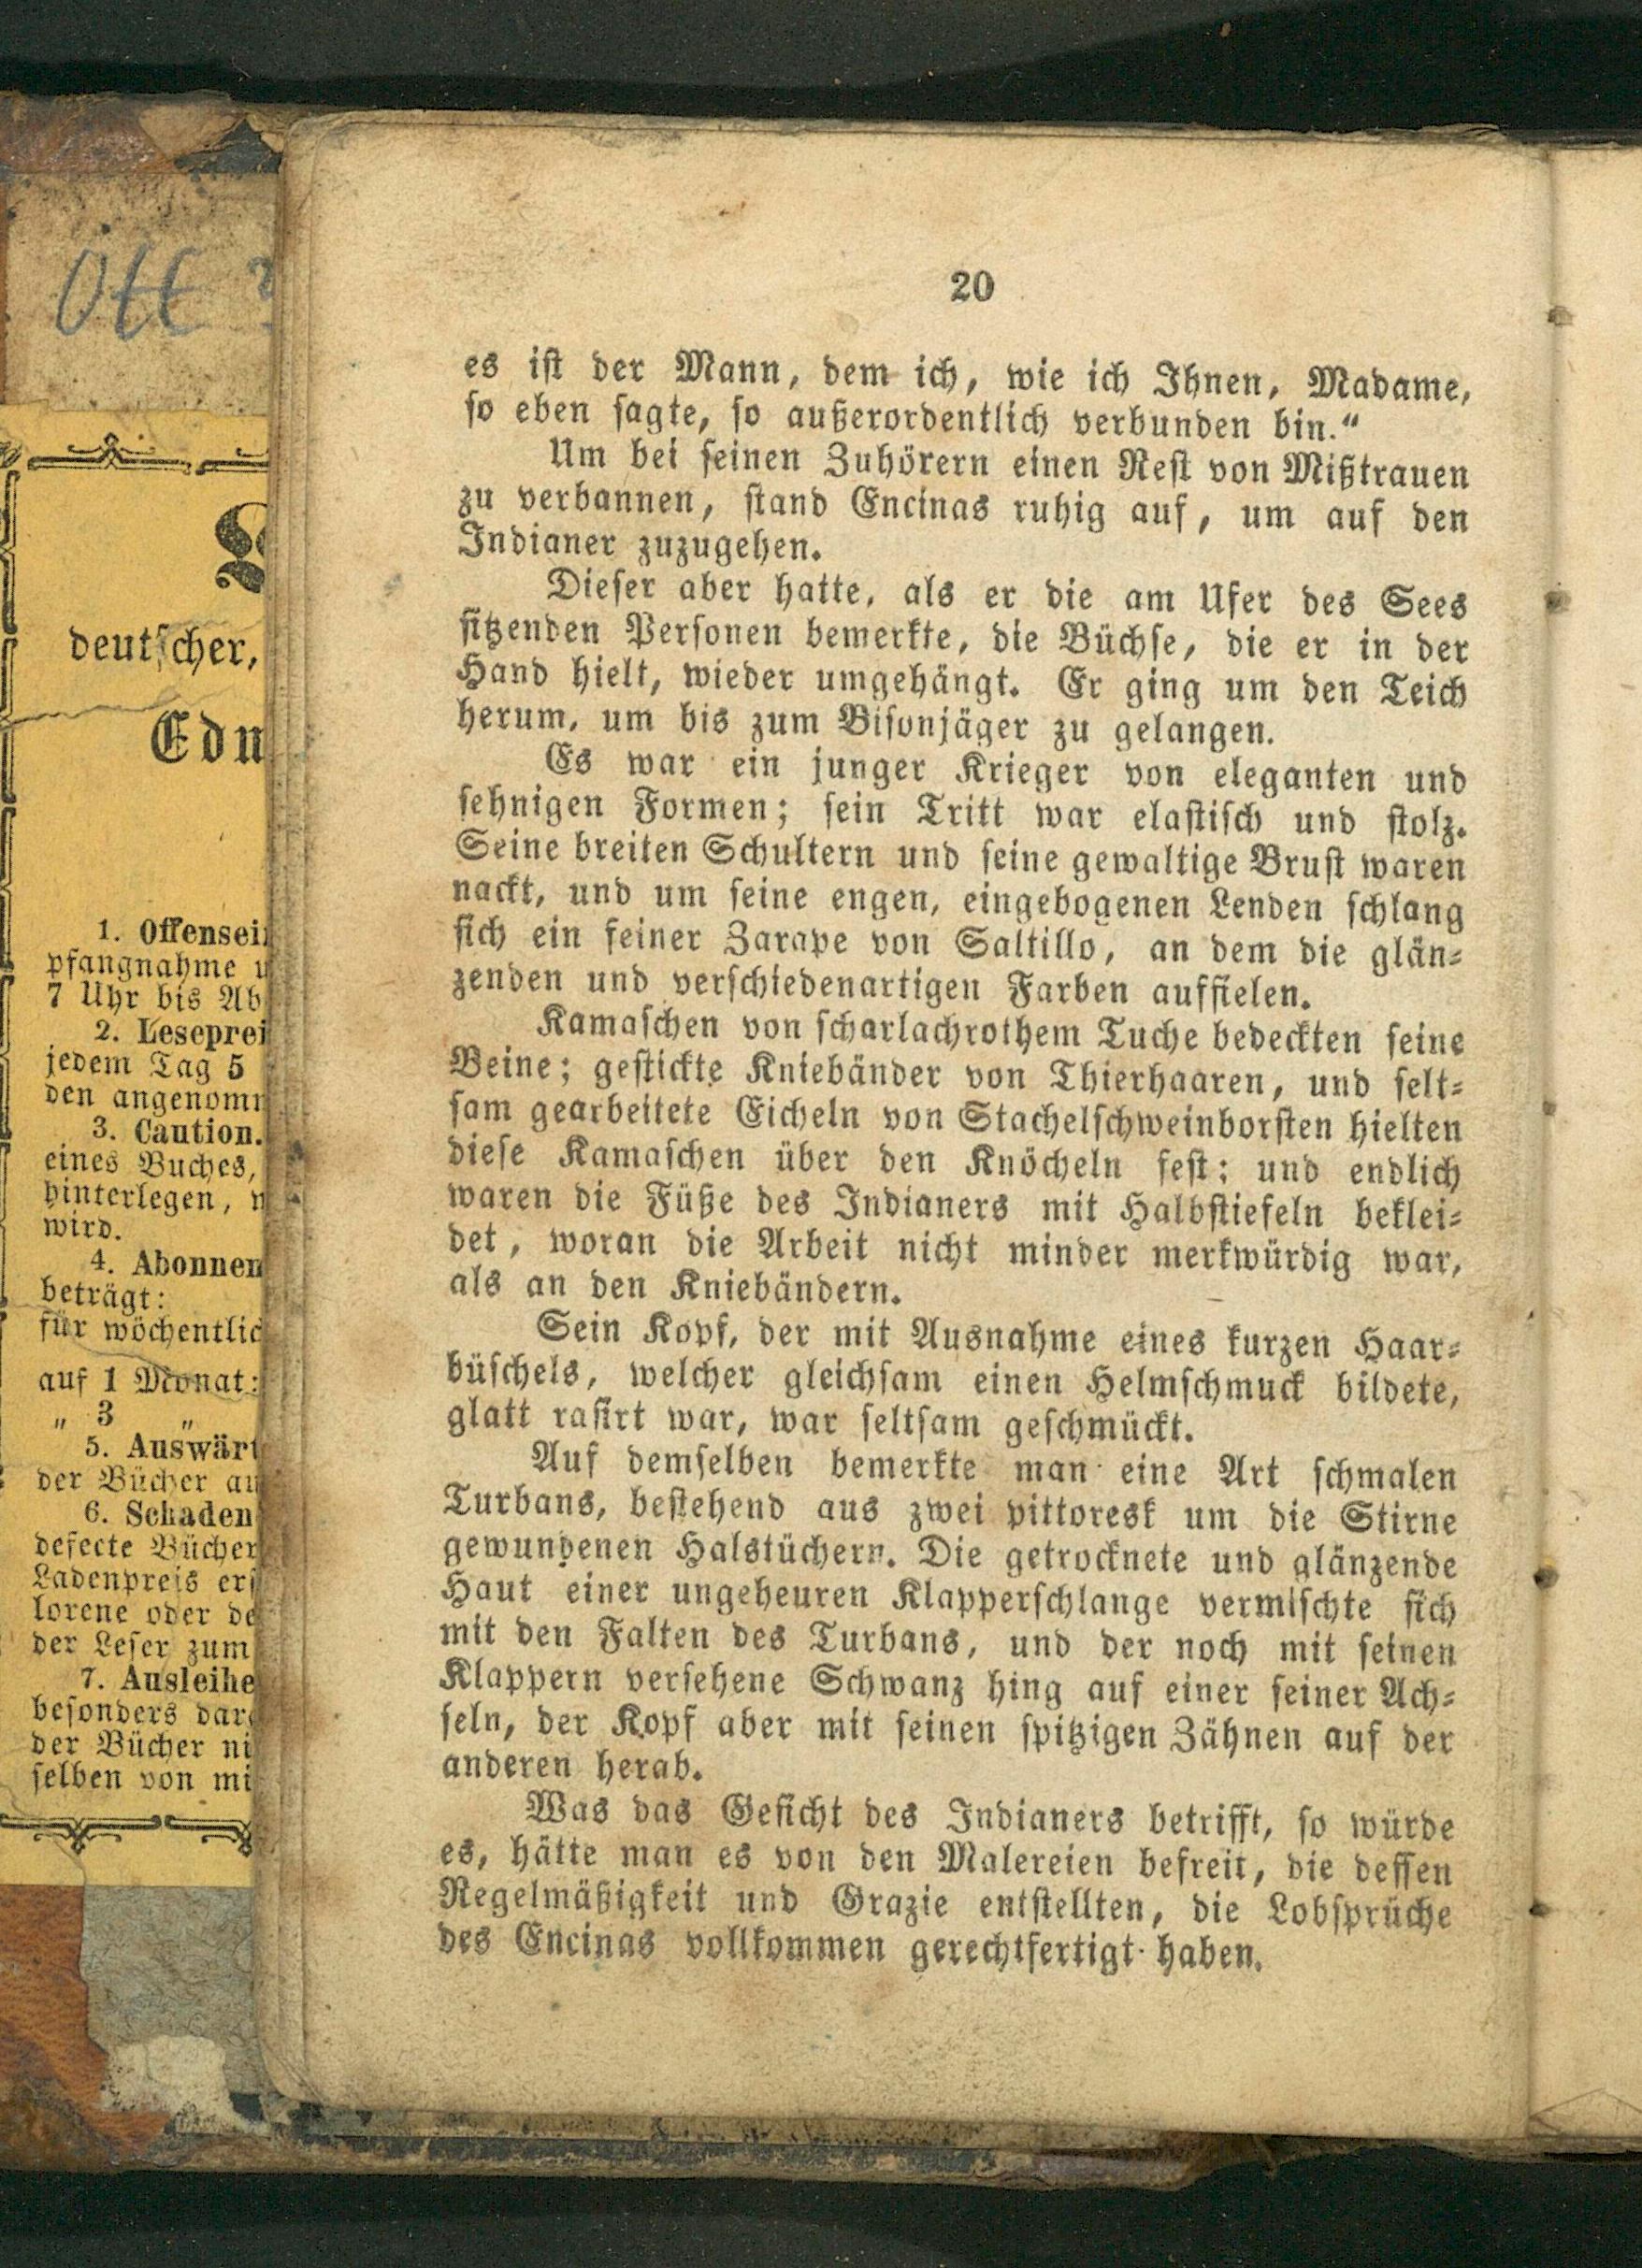 Ott
deutscher,
Edm
1. Offensein
pfangnahme u
7 Uhr bis Ab
2. Leseprei
jedem Tag 5
den angenomm
3. Caution.
eines Buches,
hinterlegen, n
wird.
4. Abonnen
beträgt:
für wöchentlic
auf 1 Monat:
„ 3 „
5. Auswärt
der Bücher au
6. Schaden
defecte Bücher
Ladenpreis ers
lorene oder de
der Leser zum
7. Ausleihe
besonders dar
der Bücher ni
selben von mi
20
es ist der Mann, dem ich, wie ich Ihnen, Madame,
so eben sagte, so außerordentlich verbunden bin.“
Um bei seinen Zuhörern einen Rest von Mißtrauen
zu verbannen, stand Encinas ruhig auf, um auf den
Indianer zuzugehen.
Dieser aber hatte, als er die am Ufer des Sees
sitzenden Personen bemerkte, die Büchse, die er in der
Hand hielt, wieder umgehängt. Er ging um den Teich
herum, um bis zum Bisonjäger zu gelangen.
Es war ein junger Krieger von eleganten und
sehnigen Formen; sein Tritt war elastisch und stolz.
Seine breiten Schultern und seine gewaltige Brust waren
nackt, und um seine engen, eingebogenen Lenden schlang
sich ein feiner Zarape von Saltillo, an dem die glän-
zenden und verschiedenartigen Farben auffielen.
Kamaschen von scharlachrothem Tuche bedeckten seine
Beine; gestickte Kniebänder von Thierhaaren, und selt-
sam gearbeitete Eicheln von Stachelschweinborsten hielten
diese Kamaschen über den Knöcheln fest; und endlich
waren die Füße des Indianers mit Halbstiefeln beklei-
det, woran die Arbeit nicht minder merkwürdig war,
als an den Kniebändern.
Sein Kopf, der mit Ausnahme eines kurzen Haar-
büschels, welcher gleichsam einen Helmschmuck bildete,
glatt rasirt war, war seltsam geschmückt.
Auf demselben bemerkte man eine Art schmalen
Turbans, bestehend aus zwei pittoresk um die Stirne
gewundenen Halstüchern. Die getrocknete und glänzende
Haut einer ungeheuren Klapperschlange vermischte sich
mit den Falten des Turbans, und der noch mit seinen
Klappern versehene Schwanz hing auf einer seiner Ach-
seln, der Kopf aber mit seinen spitzigen Zähnen auf der
anderen herab.
Was das Gesicht des Indianers betrifft, so würde
es, hätte man es von den Malereien befreit, die dessen
Regelmäßigkeit und Grazie entstellten, die Lobsprüche
des Encinas vollkommen gerechtfertigt haben.